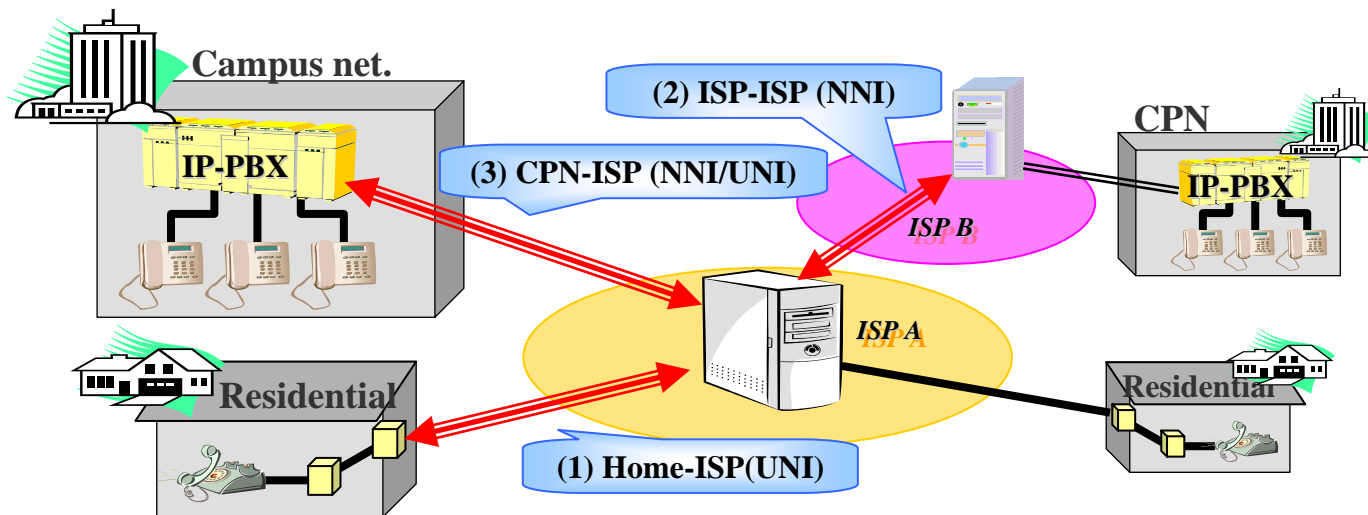 Campus net.
(2) ISP-ISP (NNI)
CPN
IP-PBX
(3) CPN-ISP (NNI/UNI)
IP-PBX
ISP B
ISP A
Residential
Residential
(1) Home-ISP(UNI)